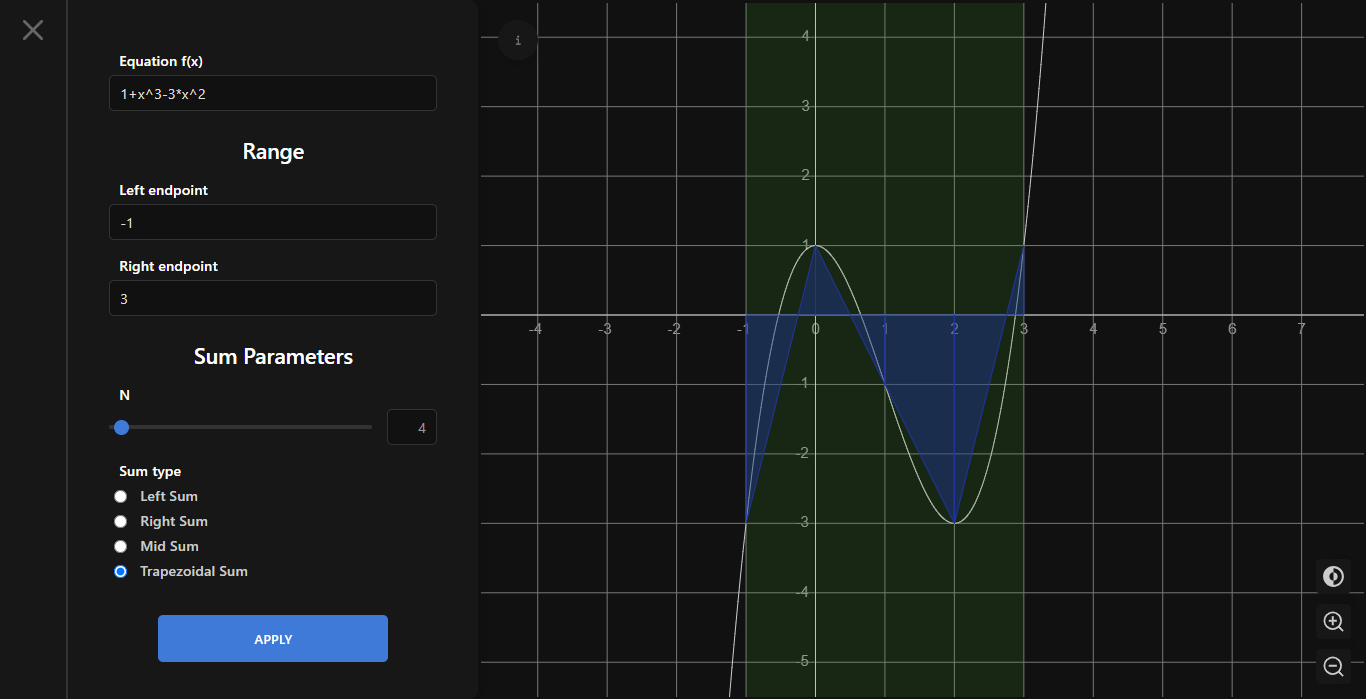 Equation f(x)
1+x^3-3*x^2
Range
Left endpoint
-1
Right endpoint
3
Sum Parameters
N
4
Sum type
Left Sum
Right Sum
Mid Sum
Trapezoidal Sum
APPLY
i
4
3
2
1
-4 -3 -2 -1 0 1 2 3 4 5 6 7
-1
-2
-3
-4
-5